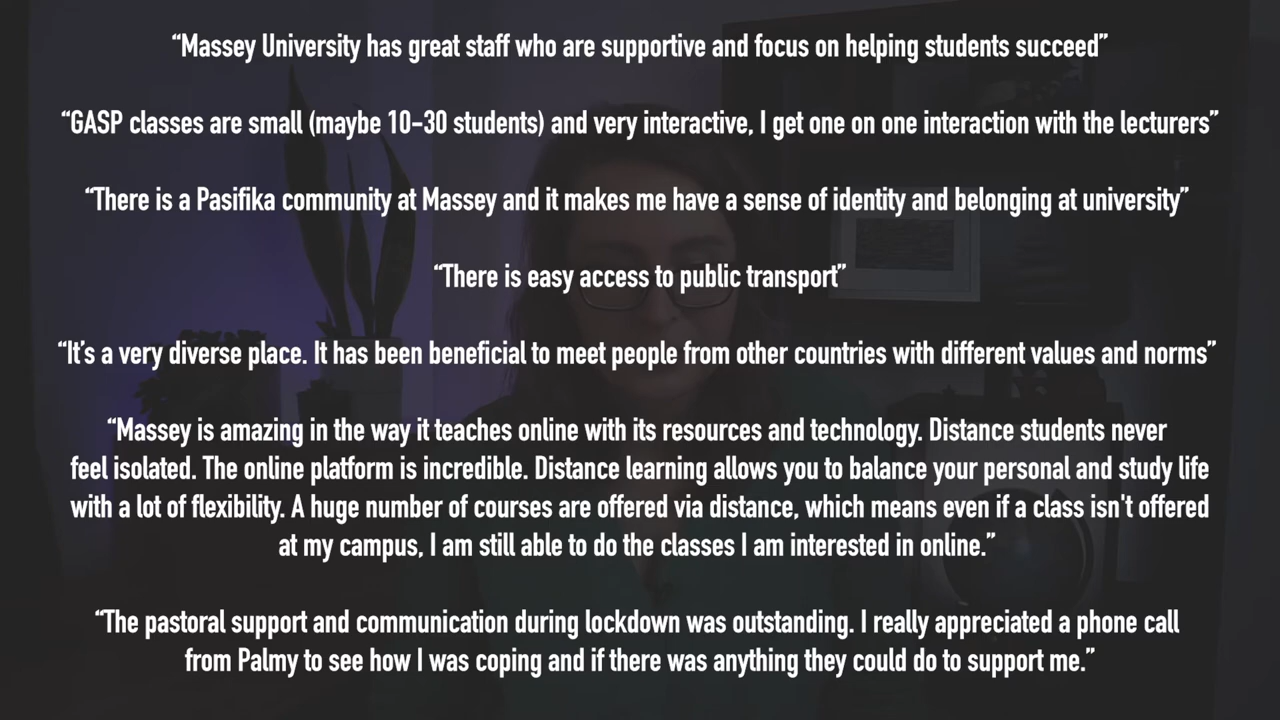 “Massey University has great staff who are supportive and focus on helping students succeed”
“GASP classes are small (maybe 10-30 students) and very interactive, I get one on one interaction with the lecturers”
“There is a Pasifika community at Massey and it makes me have a sense of identity and belonging at university”
“There is easy access to public transport”
“It’s a very diverse place. It has been beneficial to meet people from other countries with different values and norms”
“Massey is amazing in the way it teaches online with its resources and technology. Distance students never
feel isolated. The online platform is incredible. Distance learning allows you to balance your personal and study life
with a lot of flexibility. A huge number of courses are offered via distance, which means even if a class isn't offered
at my campus, I am still able to do the classes I am interested in online.”
“The pastoral support and communication during lockdown was outstanding. I really appreciated a phone call
from Palmy to see how I was coping and if there was anything they could do to support me.”